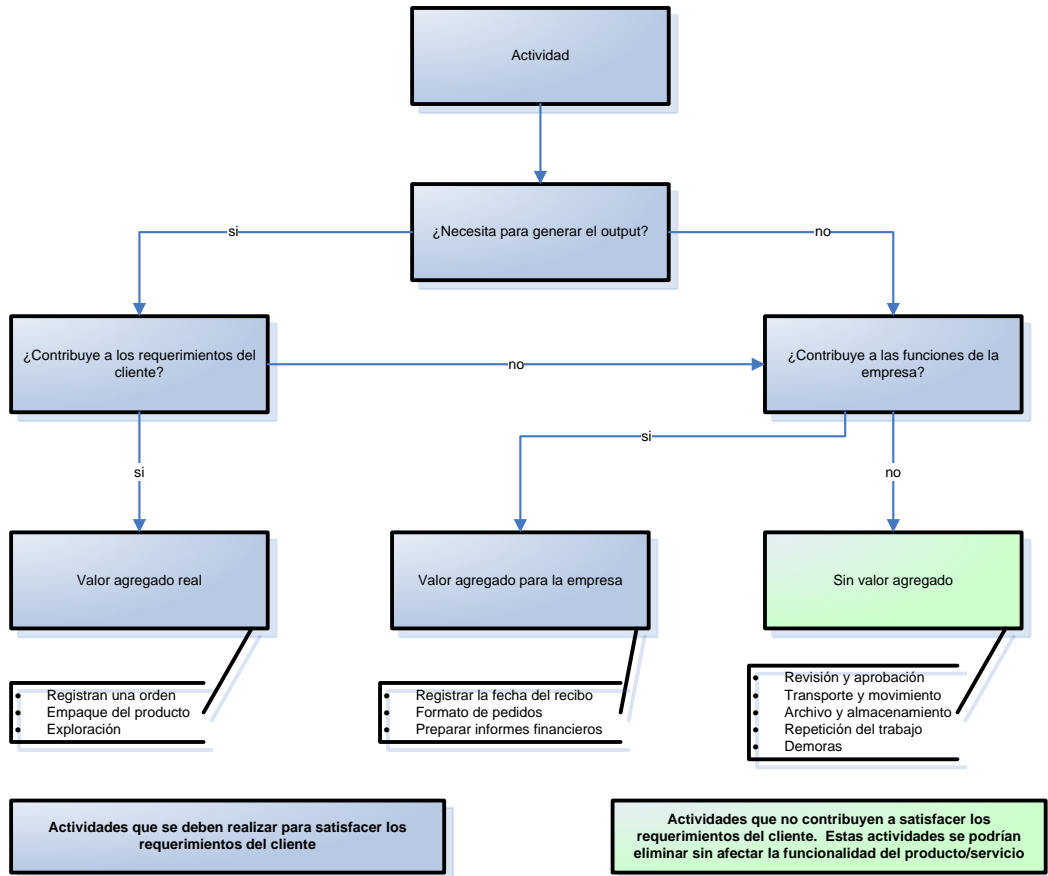 Actividad
¿Necesita para generar el output?
si
no
¿Contribuye a los requerimientos del
cliente?
no
¿Contribuye a las funciones de la
empresa?
si
si
no
Valor agregado real
Valor agregado para la empresa
Sin valor agregado
• Registran una orden
• Empaque del producto
• Exploración
• Registrar la fecha del recibo
• Formato de pedidos
• Preparar informes financieros
• Revisión y aprobación
• Transporte y movimiento
• Archivo y almacenamiento
• Repetición del trabajo
• Demoras
Actividades que se deben realizar para satisfacer los
requerimientos del cliente
Actividades que no contribuyen a satisfacer los
requerimientos del cliente. Estas actividades se podrían
eliminar sin afectar la funcionalidad del producto/servicio